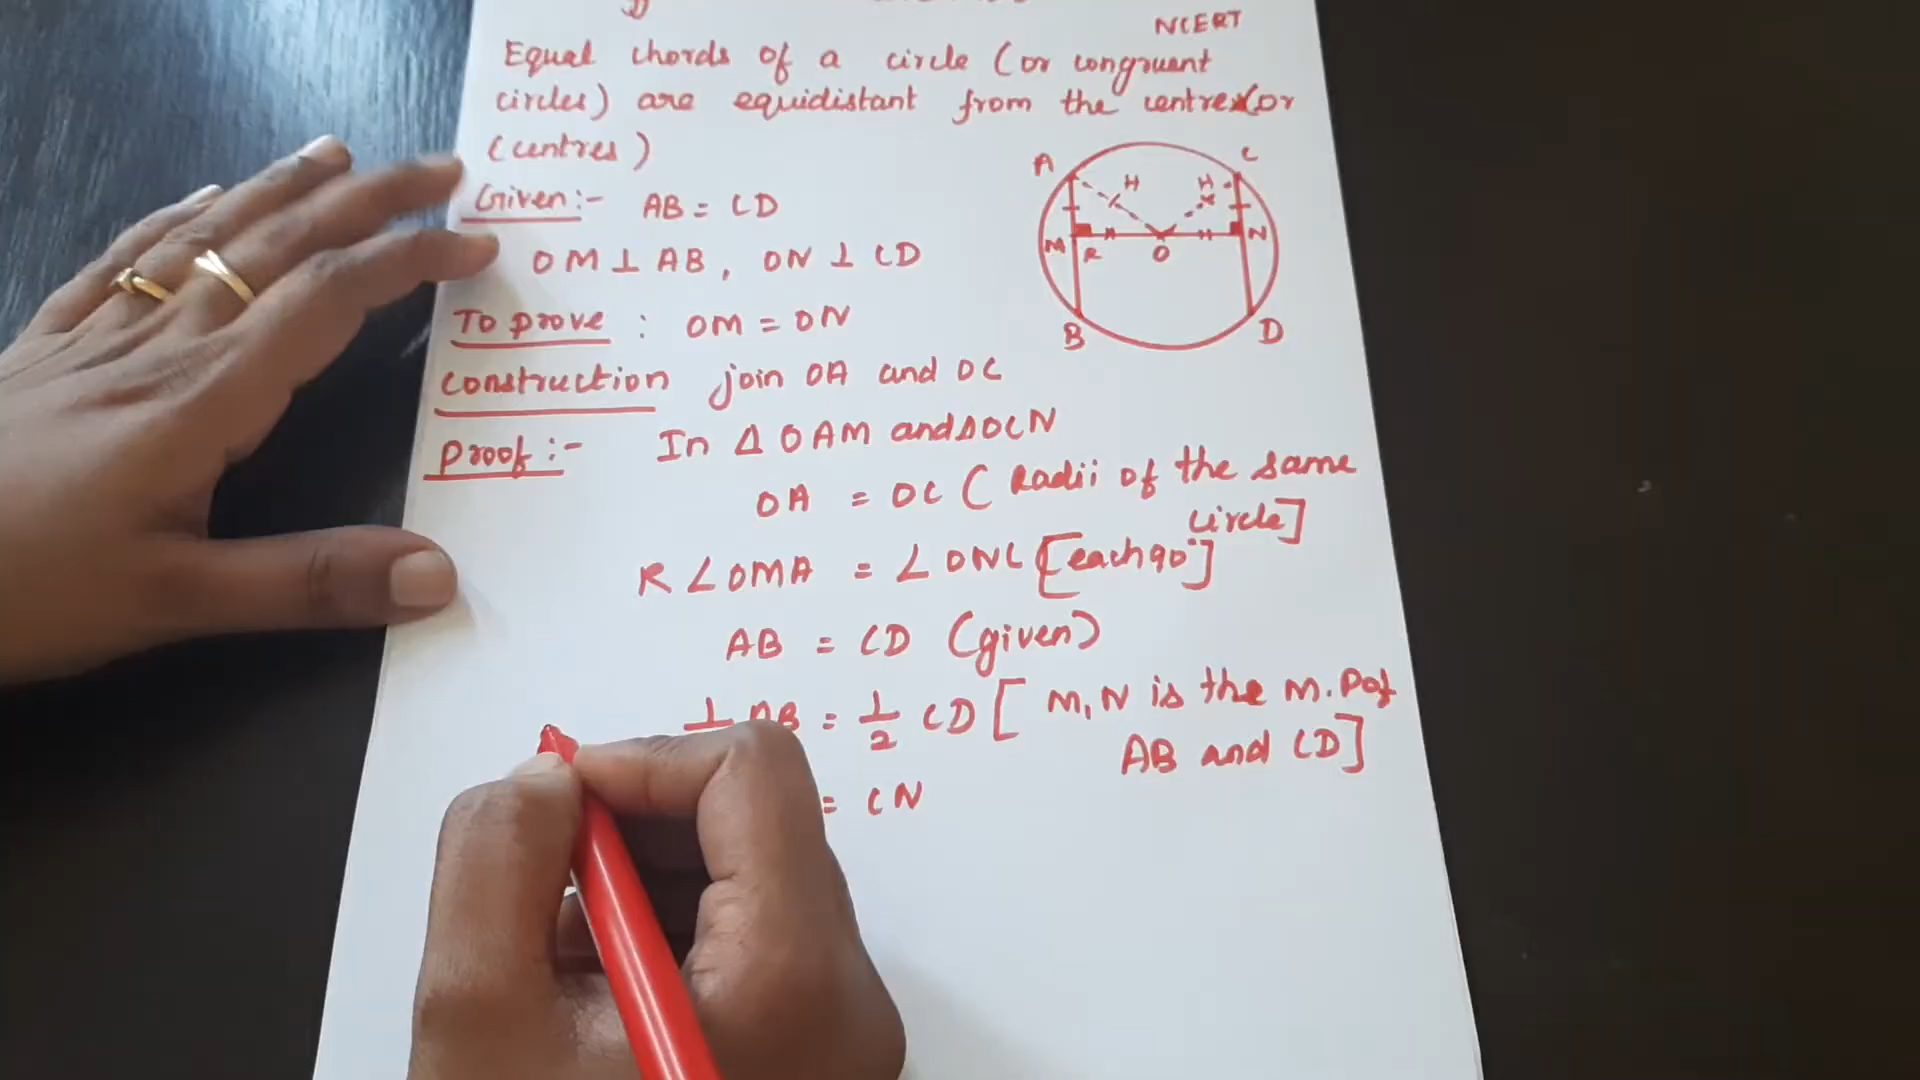 NCERT
Equal chords of a circle (or congruent
circles) are equidistant from the centre (or
(centres)
Given:- AB = CD
OM ⊥ AB, ON ⊥ CD
To prove : OM = ON
construction join OA and OC
Proof:- In Δ OAM and Δ OCN
OA = OC ( Radii of the same
circle]
R ∠OMA = ∠ONC [each 90°]
AB = CD (given)
1 AB = 1/2 CD [ M, N is the m.p of
AB and CD]
= CN
A
C
H
H
M
R
O
N
B
D